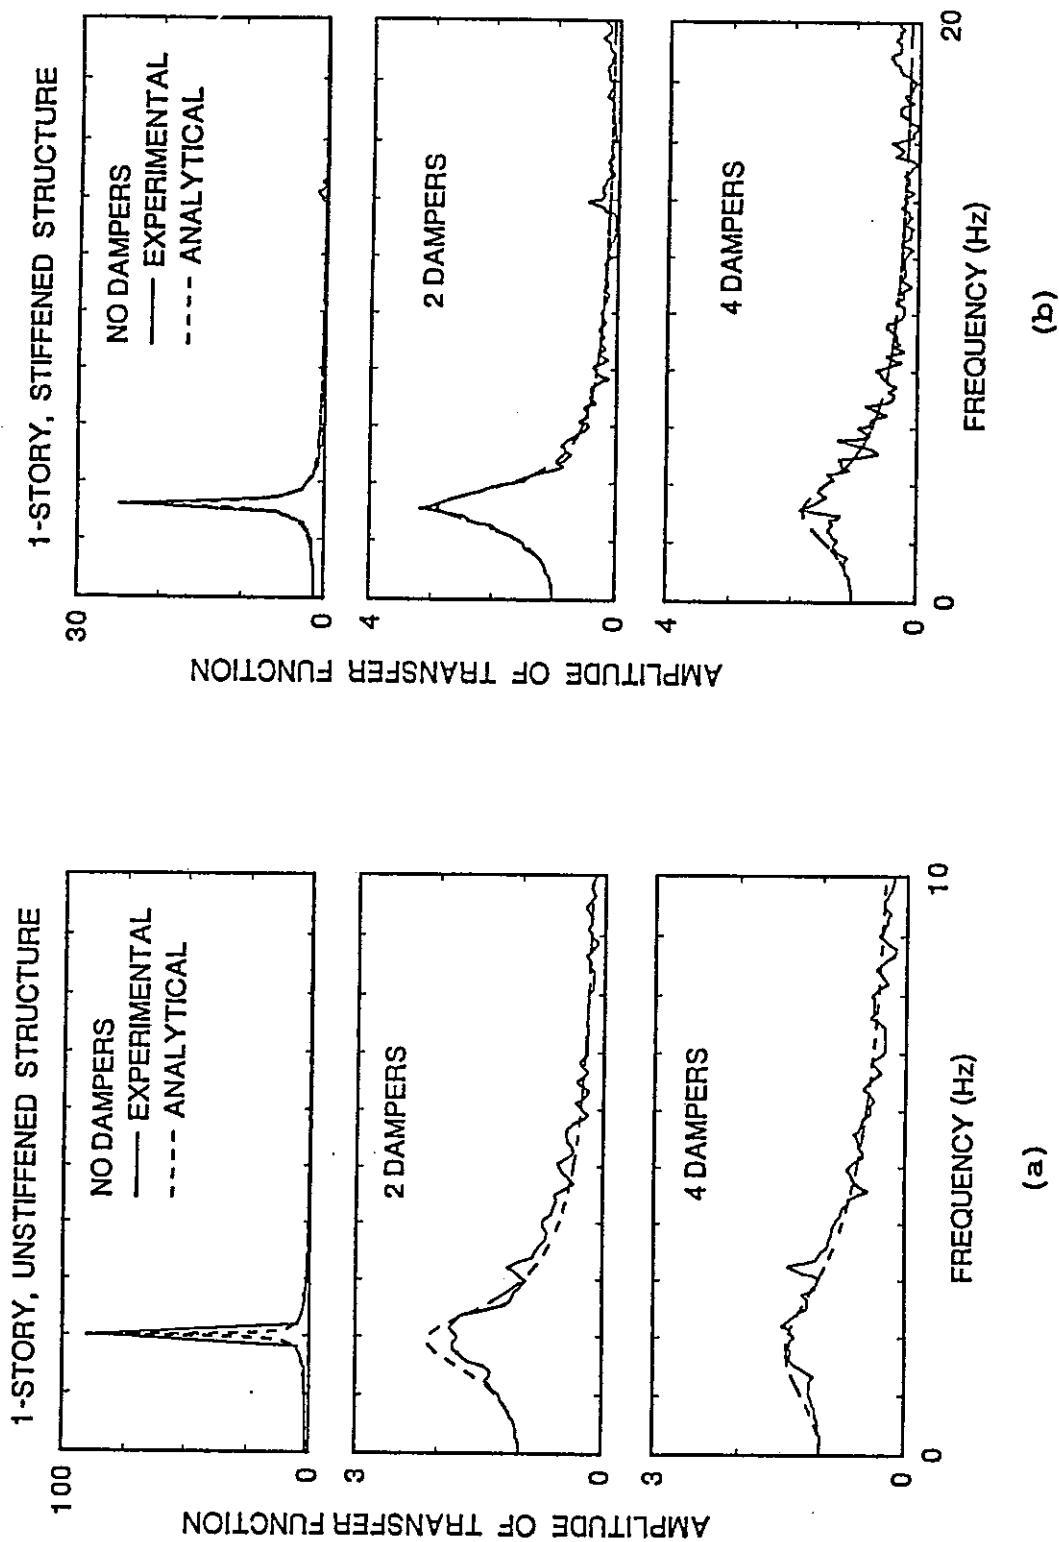 1-STORY, UNSTIFFENED STRUCTURE
AMPLITUDE OF TRANSFER FUNCTION
100
0
NO DAMPERS
EXPERIMENTAL
ANALYTICAL
3
0
2 DAMPERS
3
0
4 DAMPERS
0
10
FREQUENCY (Hz)
(a)
1-STORY, STIFFENED STRUCTURE
AMPLITUDE OF TRANSFER FUNCTION
30
0
NO DAMPERS
EXPERIMENTAL
ANALYTICAL
4
0
2 DAMPERS
4
0
4 DAMPERS
0
20
FREQUENCY (Hz)
(b)